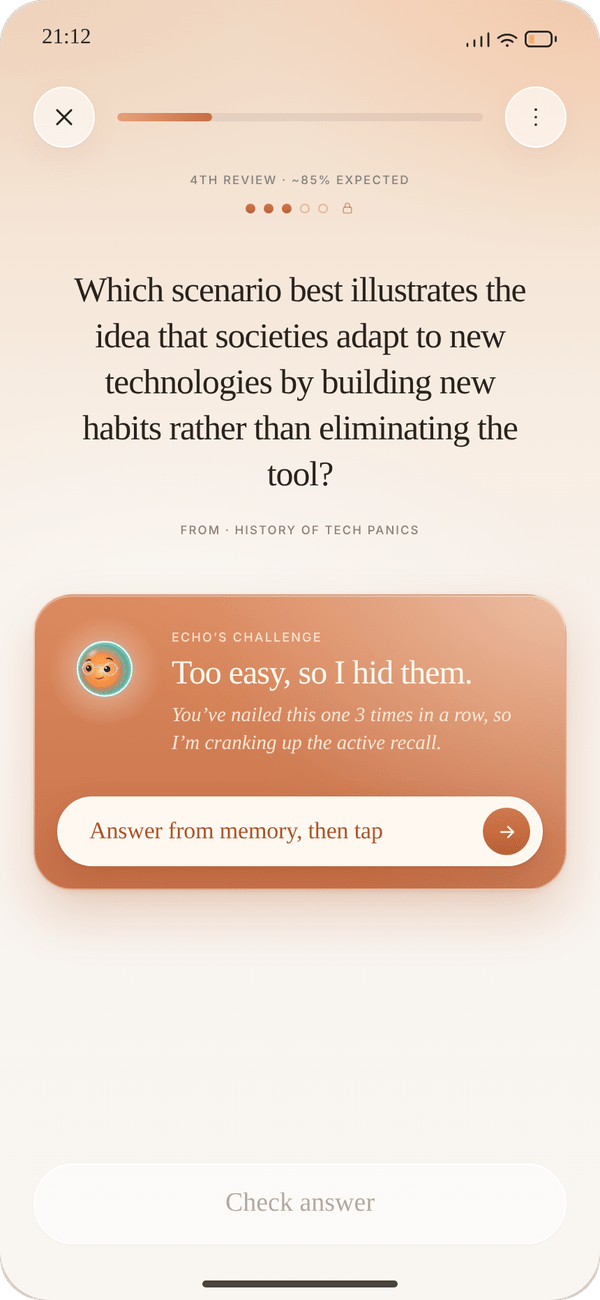 21:12
4TH REVIEW · ~85% EXPECTED
Which scenario best illustrates the
idea that societies adapt to new
technologies by building new
habits rather than eliminating the
tool?
FROM · HISTORY OF TECH PANICS
ECHO’S CHALLENGE
Too easy, so I hid them.
You’ve nailed this one 3 times in a row, so
I’m cranking up the active recall.
Answer from memory, then tap
Check answer